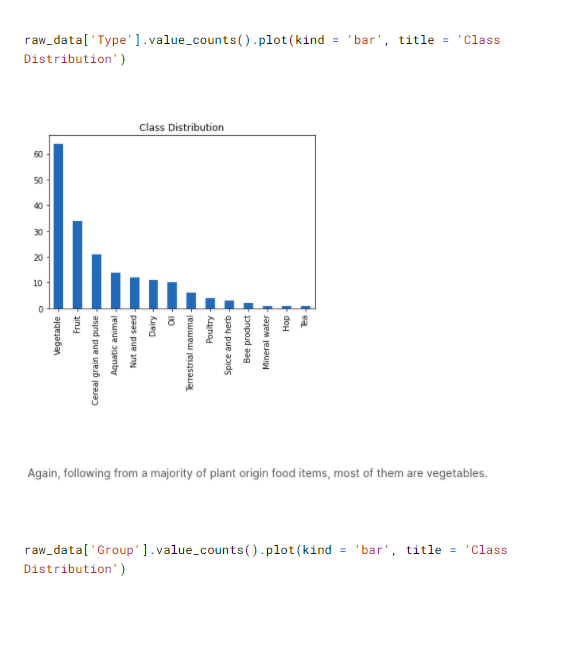 raw_data['Type'].value_counts().plot(kind = 'bar', title = 'Class
Distribution')
Class Distribution
60
50
40
30
20
10
0
Vegetable
Fruit
Cereal grain and pulse
Aquatic animal
Nut and seed
Dairy
Oil
Terrestrial mammal
Poultry
Spice and herb
Bee product
Mineral water
Hop
Tea
Again, following from a majority of plant origin food items, most of them are vegetables.
raw_data['Group'].value_counts().plot(kind = 'bar', title = 'Class
Distribution')